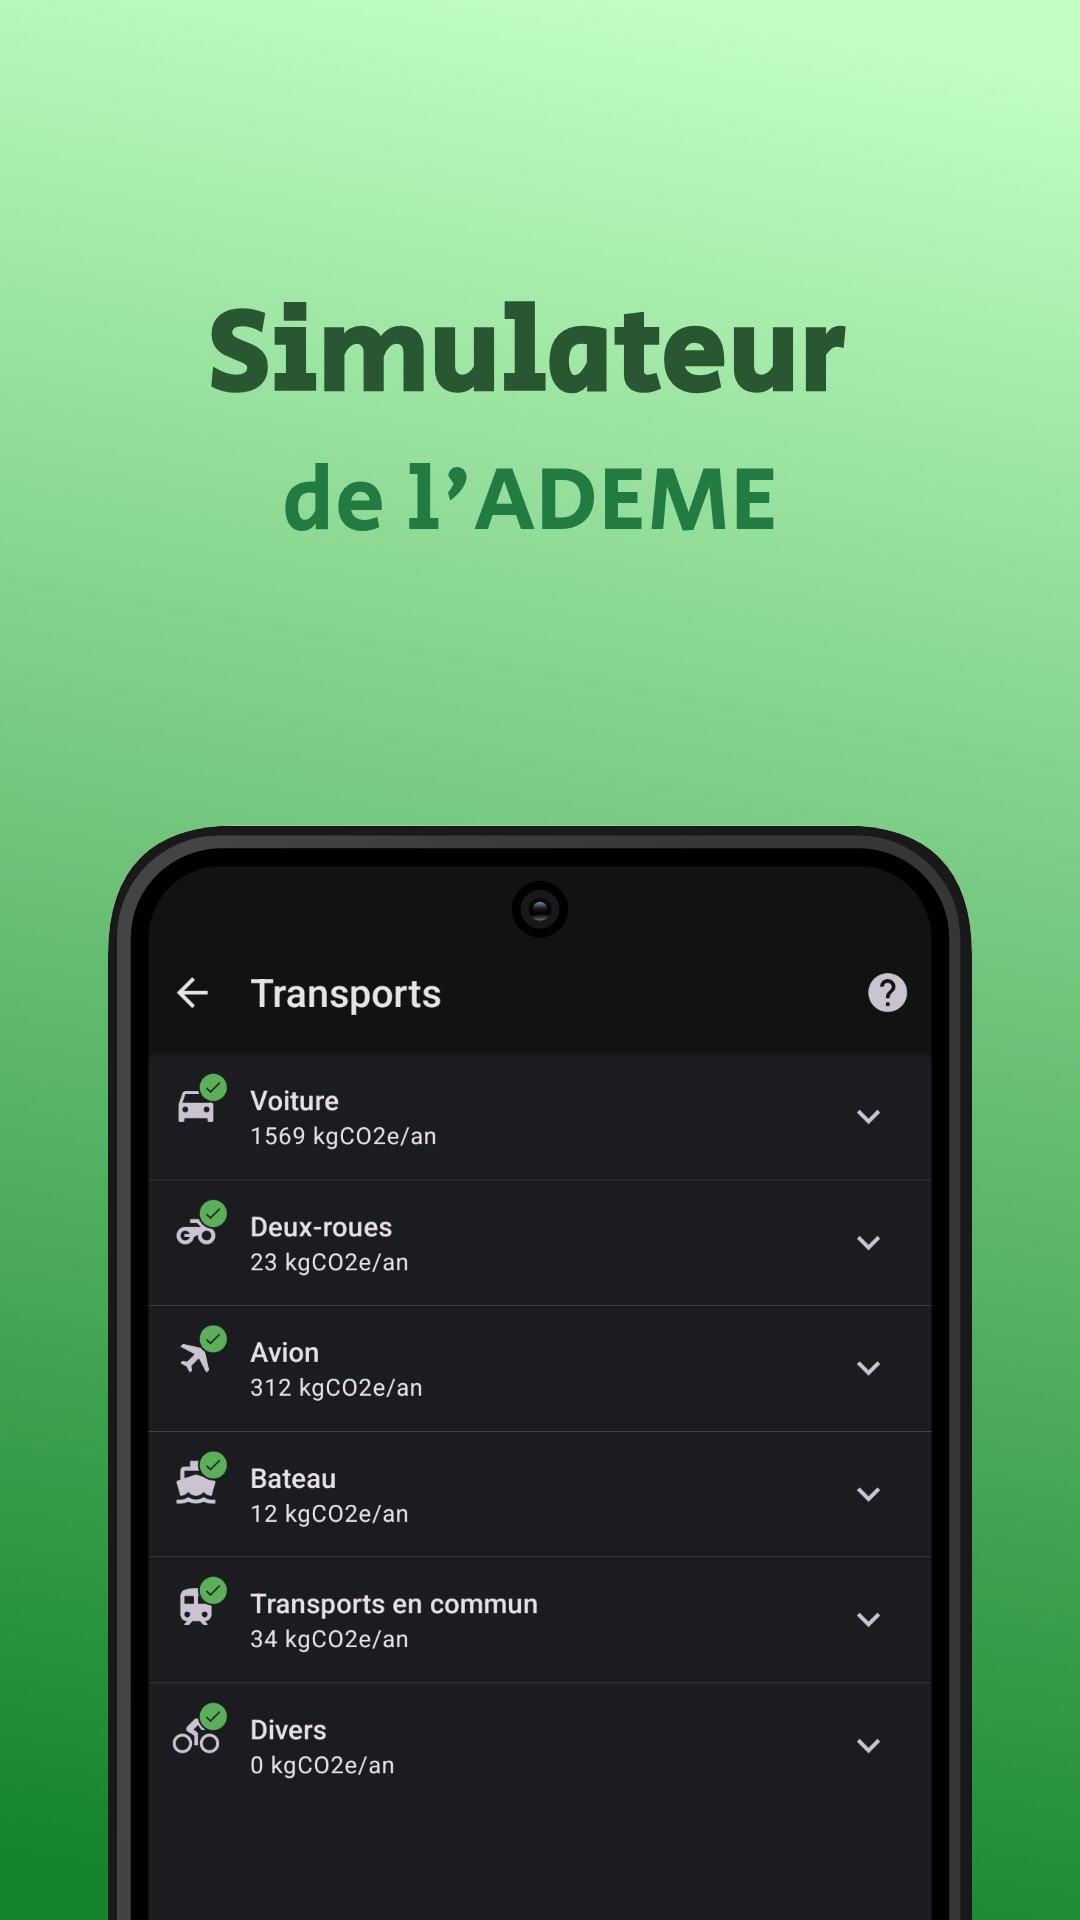 Simulateur
de l’ADEME
Transports
Voiture
1569 kgCO2e/an
Deux-roues
23 kgCO2e/an
Avion
312 kgCO2e/an
Bateau
12 kgCO2e/an
Transports en commun
34 kgCO2e/an
Divers
0 kgCO2e/an